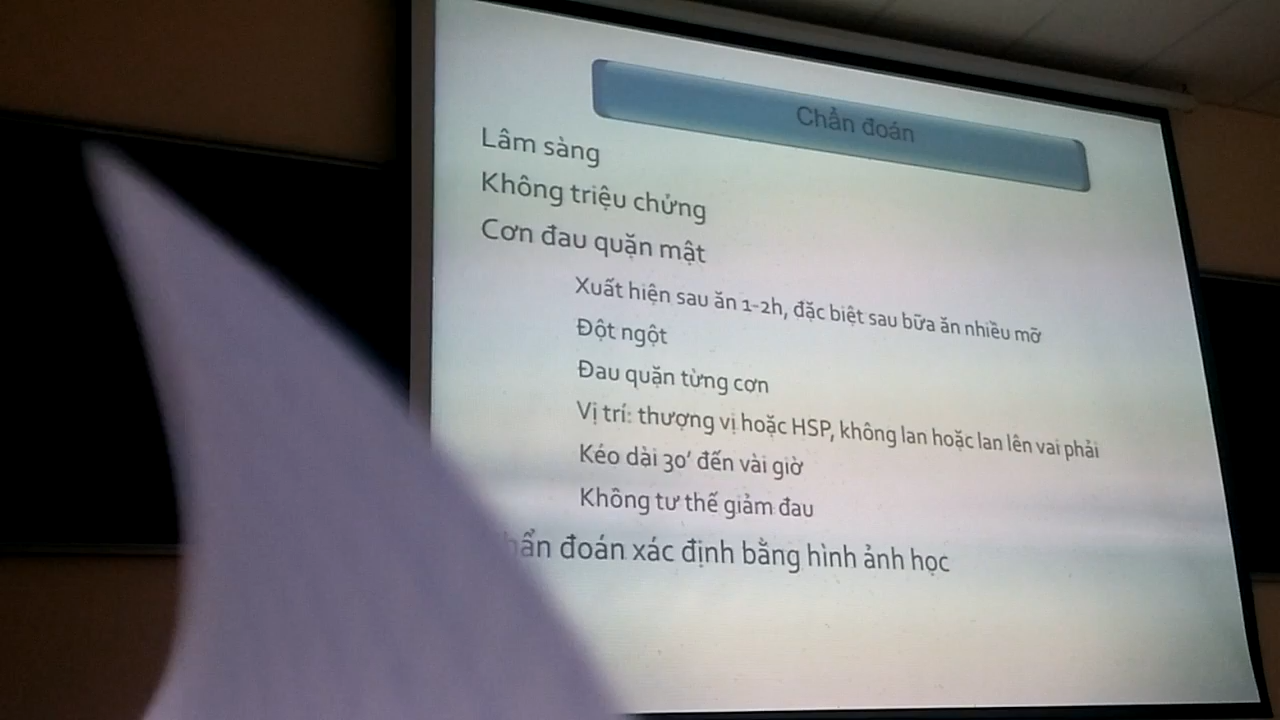 Chẩn đoán
Lâm sàng
Không triệu chứng
Cơn đau quặn mật
Xuất hiện sau ăn 1-2h, đặc biệt sau bữa ăn nhiều mỡ
Đột ngột
Đau quặn từng cơn
Vị trí: thượng vị hoặc HSP, không lan hoặc lan lên vai phải
Kéo dài 30' đến vài giờ
Không tư thế giảm đau
hẩn đoán xác định bằng hình ảnh học